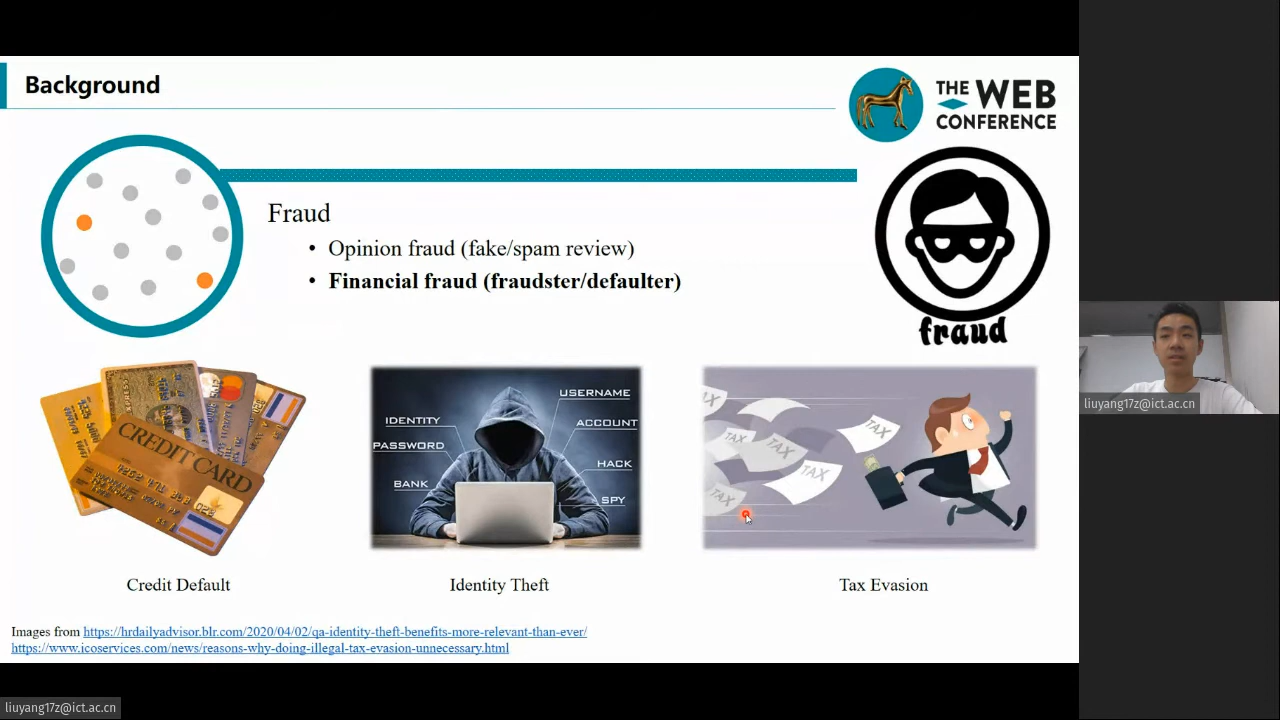 Background
THE WEB
CONFERENCE
Fraud
• Opinion fraud (fake/spam review)
• Financial fraud (fraudster/defaulter)
fraud
CREDIT CARD
IDENTITY
PASSWORD
BANK
USERNAME
ACCOUNT
HACK
SPY
TAX
TAX
TAX
TAX
TAX
TAX
liuyang17z@ict.ac.cn
Credit Default
Identity Theft
Tax Evasion
Images from https://hrdailyadvisor.blr.com/2020/04/02/qa-identity-theft-benefits-more-relevant-than-ever/
https://www.icoservices.com/news/reasons-why-doing-illegal-tax-evasion-unnecessary.html
liuyang17z@ict.ac.cn